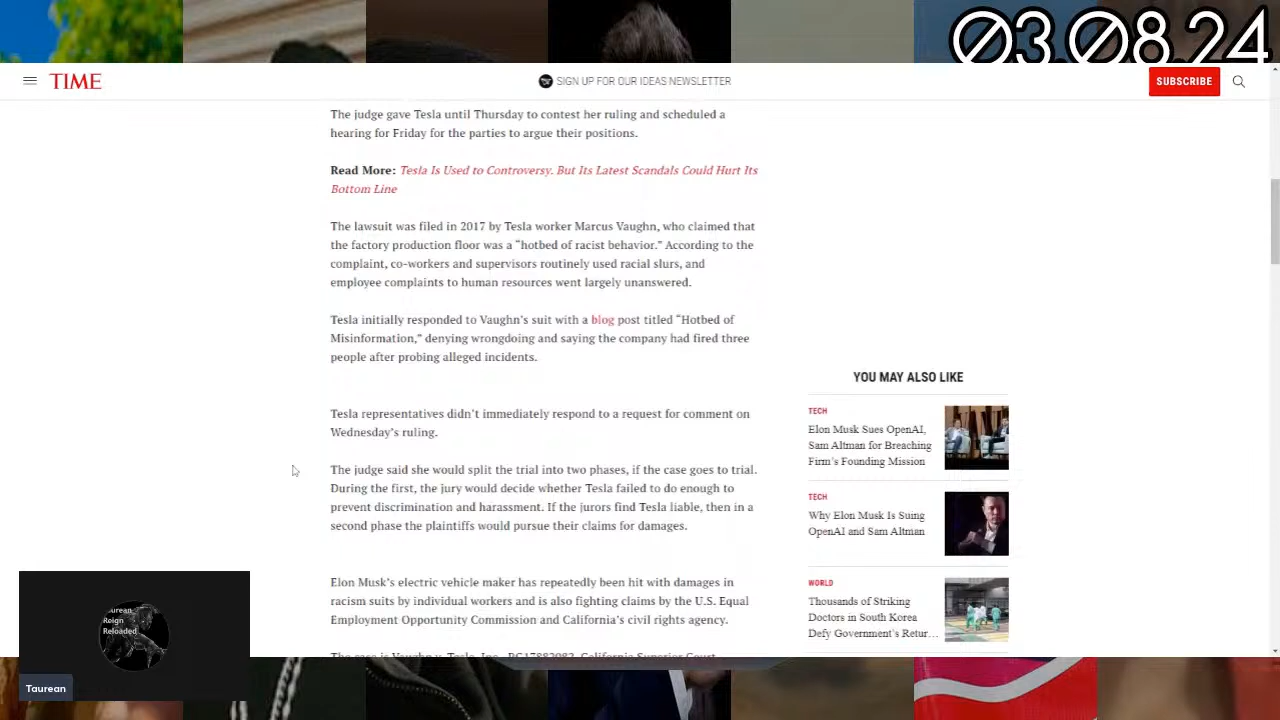 03.08.24
TIME
SIGN UP FOR OUR IDEAS NEWSLETTER
SUBSCRIBE
The judge gave Tesla until Thursday to contest her ruling and scheduled a
hearing for Friday for the parties to argue their positions.
Read More: Tesla Is Used to Controversy. But Its Latest Scandals Could Hurt Its
Bottom Line
The lawsuit was filed in 2017 by Tesla worker Marcus Vaughn, who claimed that
the factory production floor was a “hotbed of racist behavior.” According to the
complaint, co-workers and supervisors routinely used racial slurs, and
employee complaints to human resources went largely unanswered.
Tesla initially responded to Vaughn’s suit with a blog post titled “Hotbed of
Misinformation,” denying wrongdoing and saying the company had fired three
people after probing alleged incidents.
Tesla representatives didn’t immediately respond to a request for comment on
Wednesday’s ruling.
The judge said she would split the trial into two phases, if the case goes to trial.
During the first, the jury would decide whether Tesla failed to do enough to
prevent discrimination and harassment. If the jurors find Tesla liable, then in a
second phase the plaintiffs would pursue their claims for damages.
Elon Musk’s electric vehicle maker has repeatedly been hit with damages in
racism suits by individual workers and is also fighting claims by the U.S. Equal
Employment Opportunity Commission and California’s civil rights agency.
The case is Vaughn v. Tesla, Inc., RG17882082, California Superior Court,
YOU MAY ALSO LIKE
TECH
Elon Musk Sues OpenAI,
Sam Altman for Breaching
Firm’s Founding Mission
TECH
Why Elon Musk Is Suing
OpenAI and Sam Altman
WORLD
Thousands of Striking
Doctors in South Korea
Defy Government’s Retur…
Taurean
Reign
Reloaded
Taurean